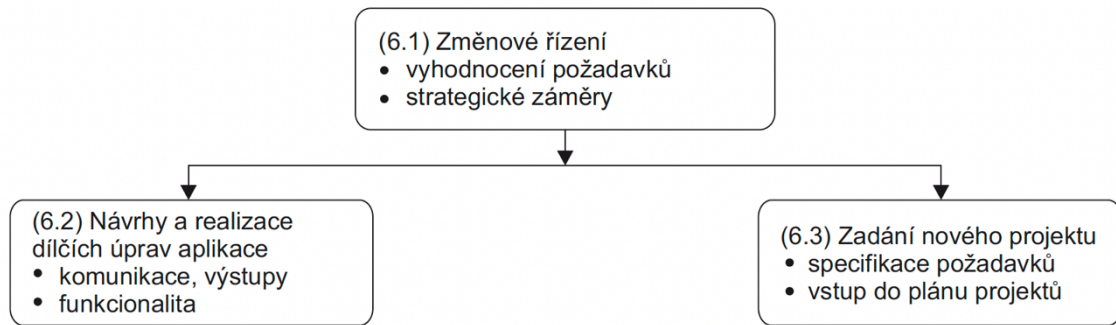 (6.1) Změnové řízení
• vyhodnocení požadavků
• strategické záměry
(6.2) Návrhy a realizace
dílčích úprav aplikace
• komunikace, výstupy
• funkcionalita
(6.3) Zadání nového projektu
• specifikace požadavků
• vstup do plánu projektů